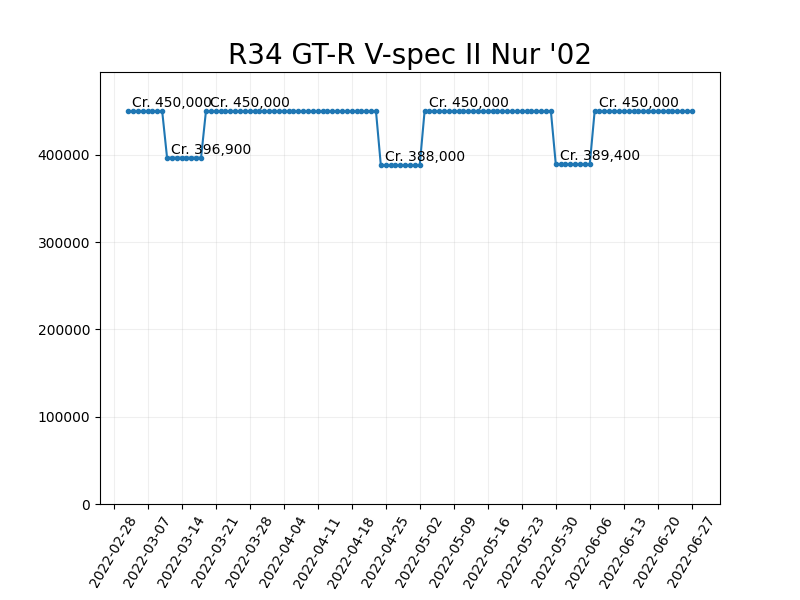 R34 GT-R V-spec II Nur '02
Cr. 450,000
Cr. 450,000
Cr. 450,000
Cr. 450,000
Cr. 396,900
Cr. 388,000
Cr. 389,400
400000
300000
200000
100000
0
2022-02-28
2022-03-07
2022-03-14
2022-03-21
2022-03-28
2022-04-04
2022-04-11
2022-04-18
2022-04-25
2022-05-02
2022-05-09
2022-05-16
2022-05-23
2022-05-30
2022-06-06
2022-06-13
2022-06-20
2022-06-27